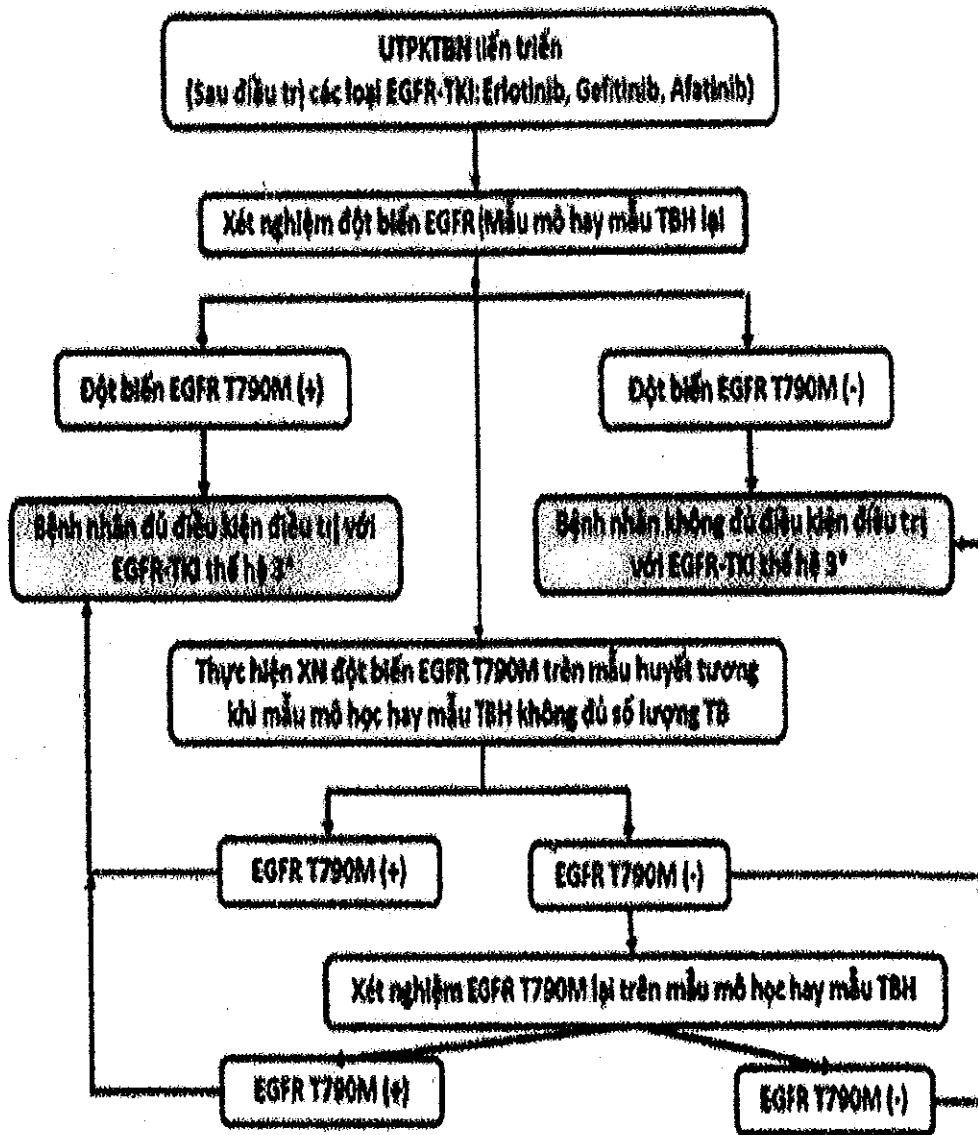 UTPKTBN tiến triển
(Sau điều trị các loại EGFR-TKI: Erlotinib, Gefitinib, Afatinib)
Xét nghiệm đột biến EGFR (Mẫu mô hay mẫu TBH lại
Đột biến EGFR T790M (+)
Đột biến EGFR T790M (-)
Bệnh nhân đủ điều kiện điều trị với
EGFR-TKI thế hệ 3*
Bệnh nhân không đủ điều kiện điều trị
với EGFR-TKI thế hệ 3*
Thực hiện XN đột biến EGFR T790M trên mẫu huyết tương
khi mẫu mô học hay mẫu TBH không đủ số lượng TB
EGFR T790M (+)
EGFR T790M (-)
Xét nghiệm EGFR T790M lại trên mẫu mô học hay mẫu TBH
EGFR T790M (+)
EGFR T790M (-)